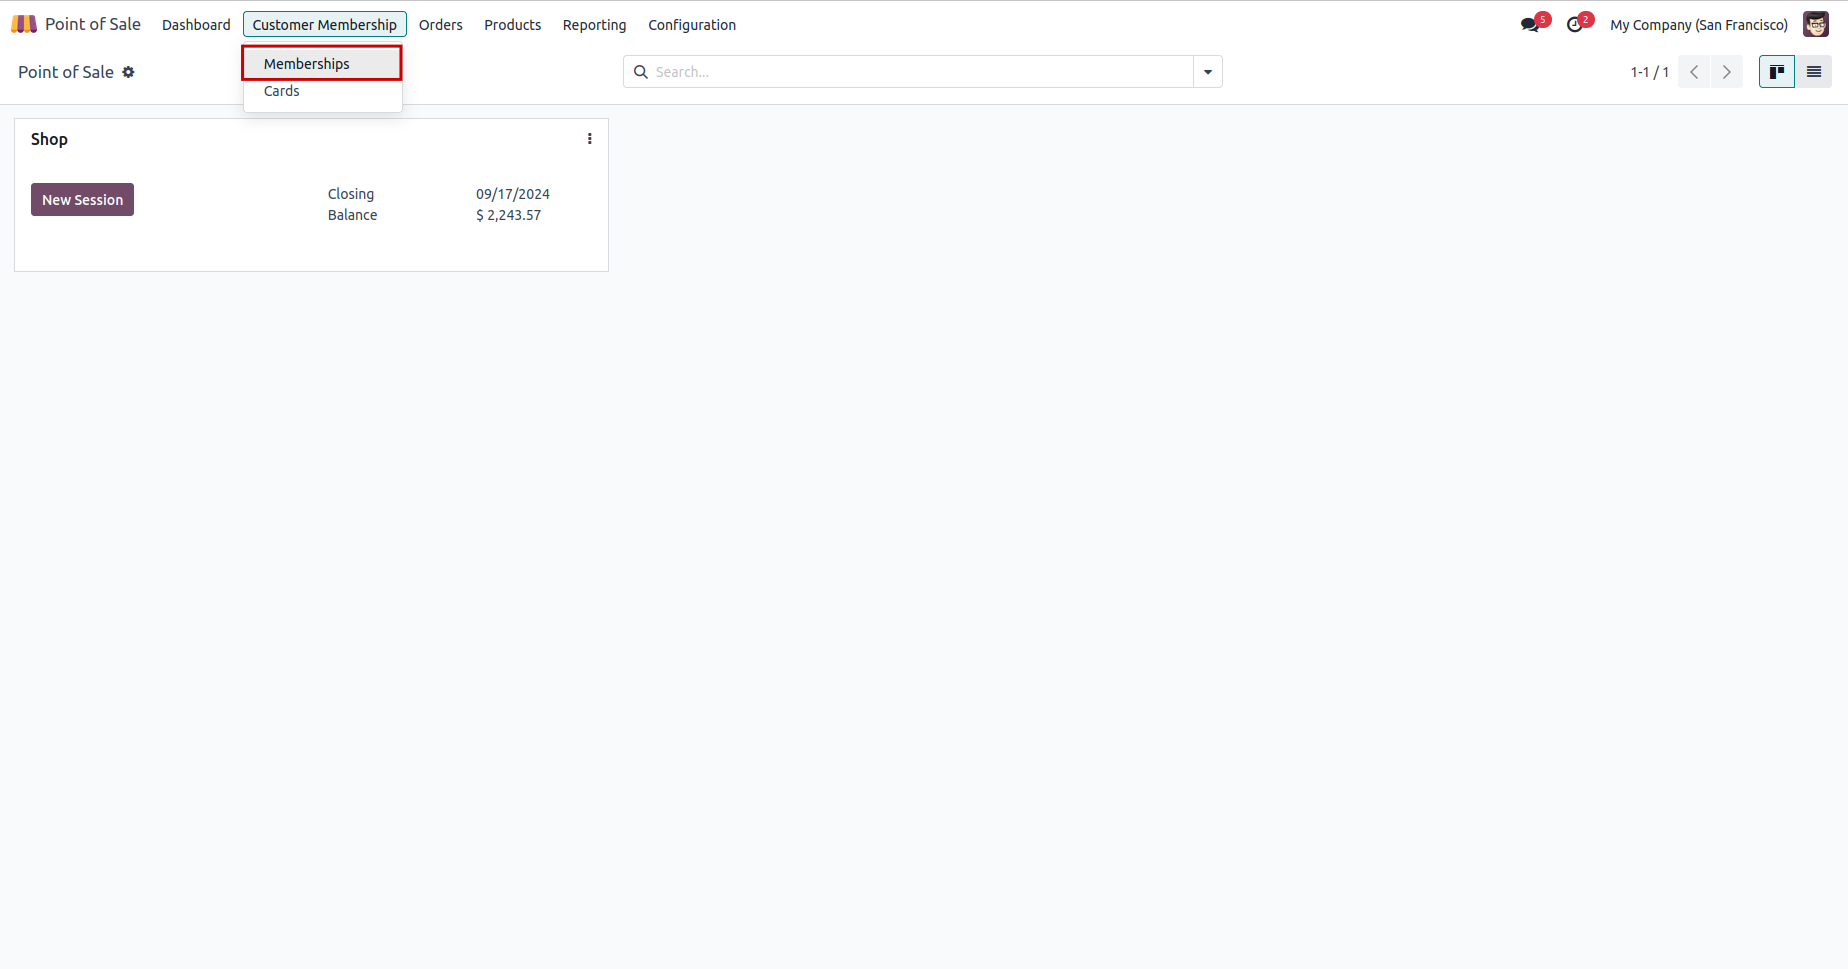 Point of Sale Dashboard Customer Membership Orders Products Reporting Configuration 5 2 My Company (San Francisco)
Memberships
Cards
Point of Sale Search... 1-1 / 1
Shop
New Session
Closing 09/17/2024
Balance $ 2,243.57